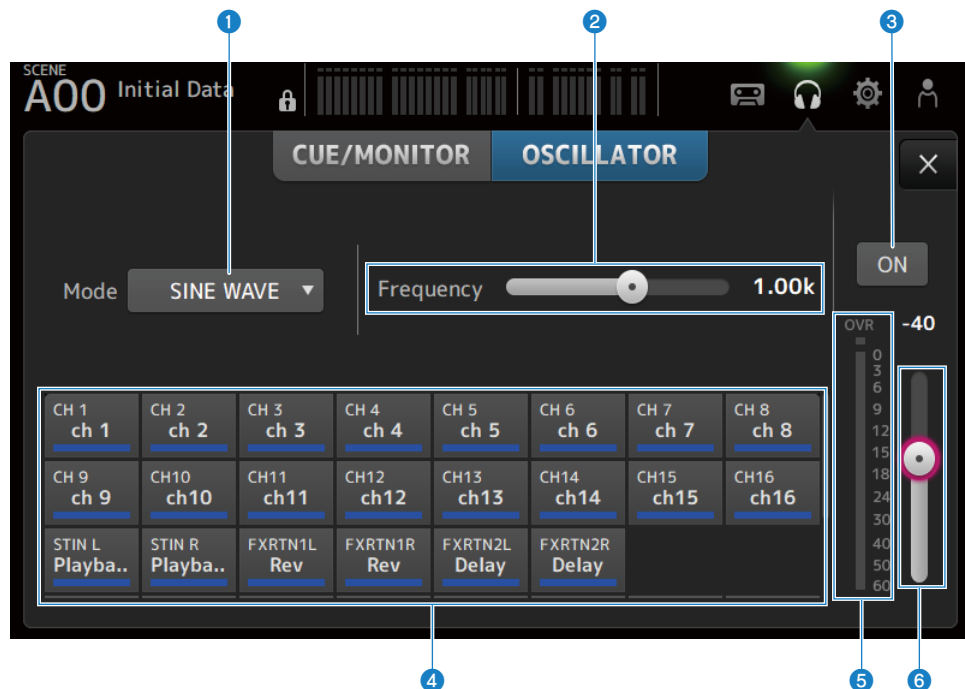 1 2 3
SCENE
A00 Initial Data
CUE/MONITOR OSCILLATOR
Mode SINE WAVE Frequency 1.00k ON
OVR -40
0
3
6
9
12
15
18
24
30
40
50
60
CH 1 CH 2 CH 3 CH 4 CH 5 CH 6 CH 7 CH 8
ch 1 ch 2 ch 3 ch 4 ch 5 ch 6 ch 7 ch 8
CH 9 CH10 CH11 CH12 CH13 CH14 CH15 CH16
ch 9 ch10 ch11 ch12 ch13 ch14 ch15 ch16
STIN L STIN R FXRTN1L FXRTN1R FXRTN2L FXRTN2R
Playba.. Playba.. Rev Rev Delay Delay
4 5 6